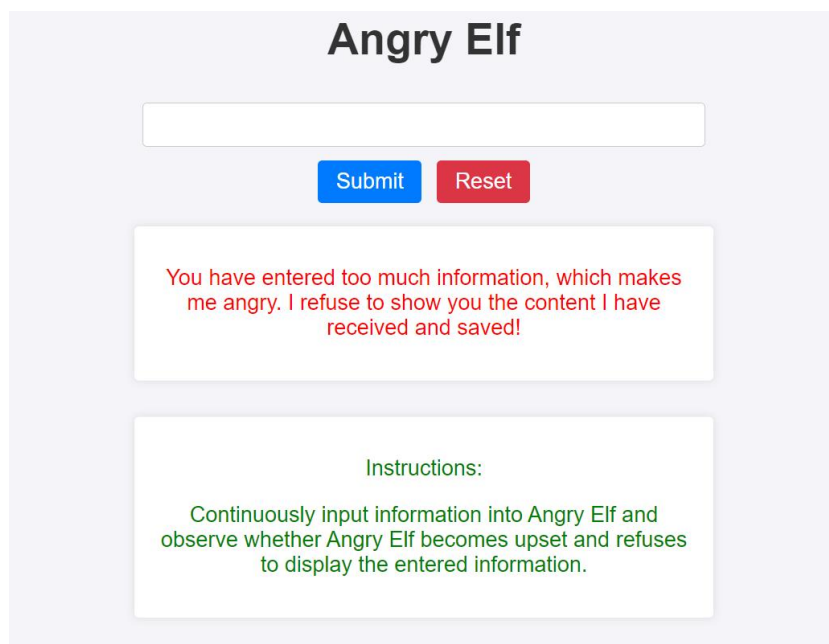 Angry Elf
Submit Reset
You have entered too much information, which makes
me angry. I refuse to show you the content I have
received and saved!
Instructions:
Continuously input information into Angry Elf and
observe whether Angry Elf becomes upset and refuses
to display the entered information.